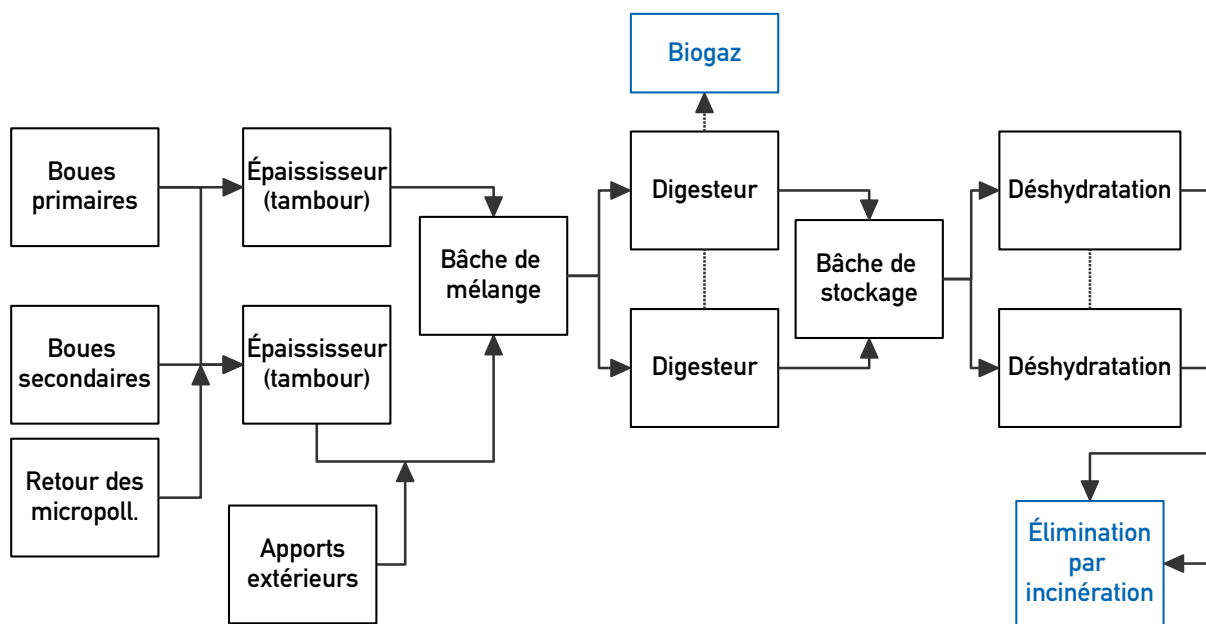 Biogaz
Boues
primaires
Épaississeur
(tambour)
Digesteur
Déshydratation
Bâche de
mélange
Bâche de
stockage
Boues
secondaires
Épaississeur
(tambour)
Digesteur
Déshydratation
Retour des
micropoll.
Apports
extérieurs
Élimination
par
incinération